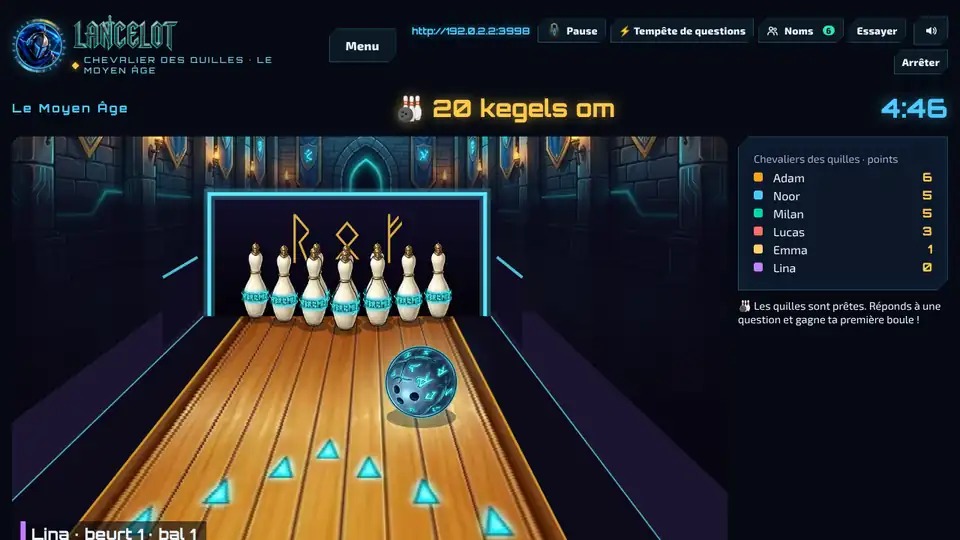 LANCELOT
CHEVALIER DES QUILLES · LE
MOYEN ÂGE
Menu
http://192.0.2.2:3998
Pause
Tempête de questions
Noms 6
Essayer
Arrêter
Le Moyen Âge
20 kegels om
4:46
Chevaliers des quilles · points
Adam 6
Noor 5
Milan 5
Lucas 3
Emma 1
Lina 0
Les quilles sont prêtes. Réponds à une
question et gagne ta première boule !
Lina · beurt 1 · bal 1